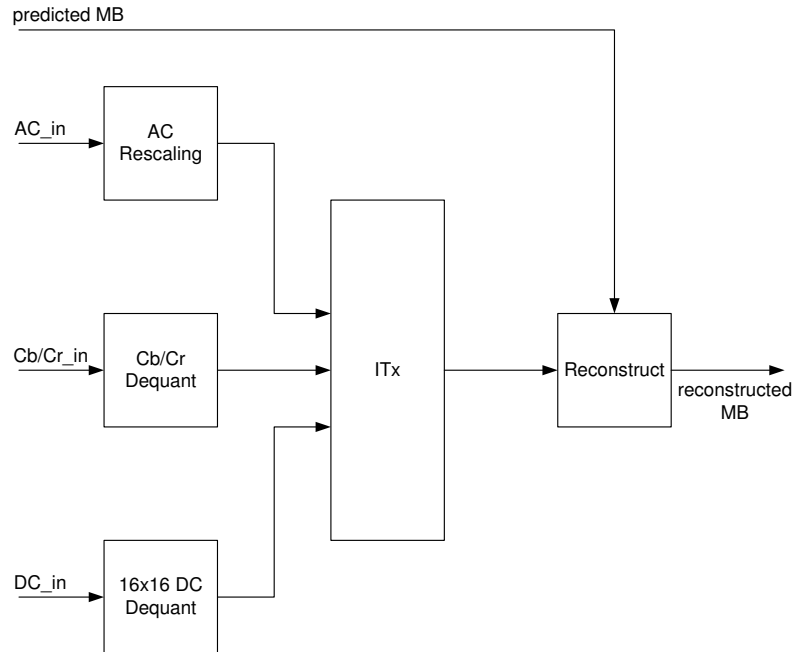 predicted MB
AC_in
AC
Rescaling
Cb/Cr_in
Cb/Cr
Dequant
ITx
Reconstruct
reconstructed
MB
DC_in
16x16 DC
Dequant